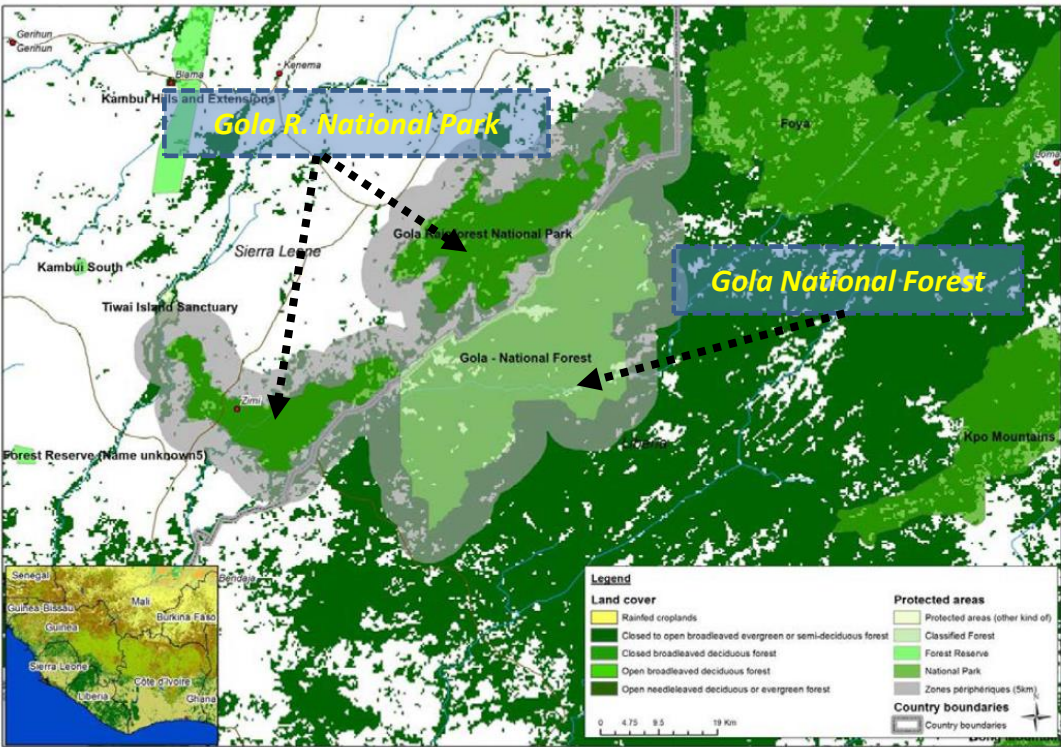 Gerihun
Gerihun
Blama
Kenema
Kambui Hills and Extensions
Gola R. National Park
Foya
Sierra Leone
Gola Rainforest National Park
Kambui South
Gola National Forest
Tiwai Island Sanctuary
Gola - National Forest
Zimi
Liberia
Kpo Mountains
Forest Reserve (Name unknown5)
Bendaja
Senegal
Guinea Bissau
Mali
Burkina Faso
Guinea
Sierra Leone
Côte d'Ivoire
Liberia
Ghana
Legend
Land cover
Rainfed croplands
Closed to open broadleaved evergreen or semi-deciduous forest
Closed broadleaved deciduous forest
Open broadleaved deciduous forest
Open needleleaved deciduous or evergreen forest
0 4.75 9.5 19 Km
Protected areas
Protected areas (other kind of)
Classified Forest
Forest Reserve
National Park
Zones périphériques (5km)
Country boundaries
Country boundaries
N